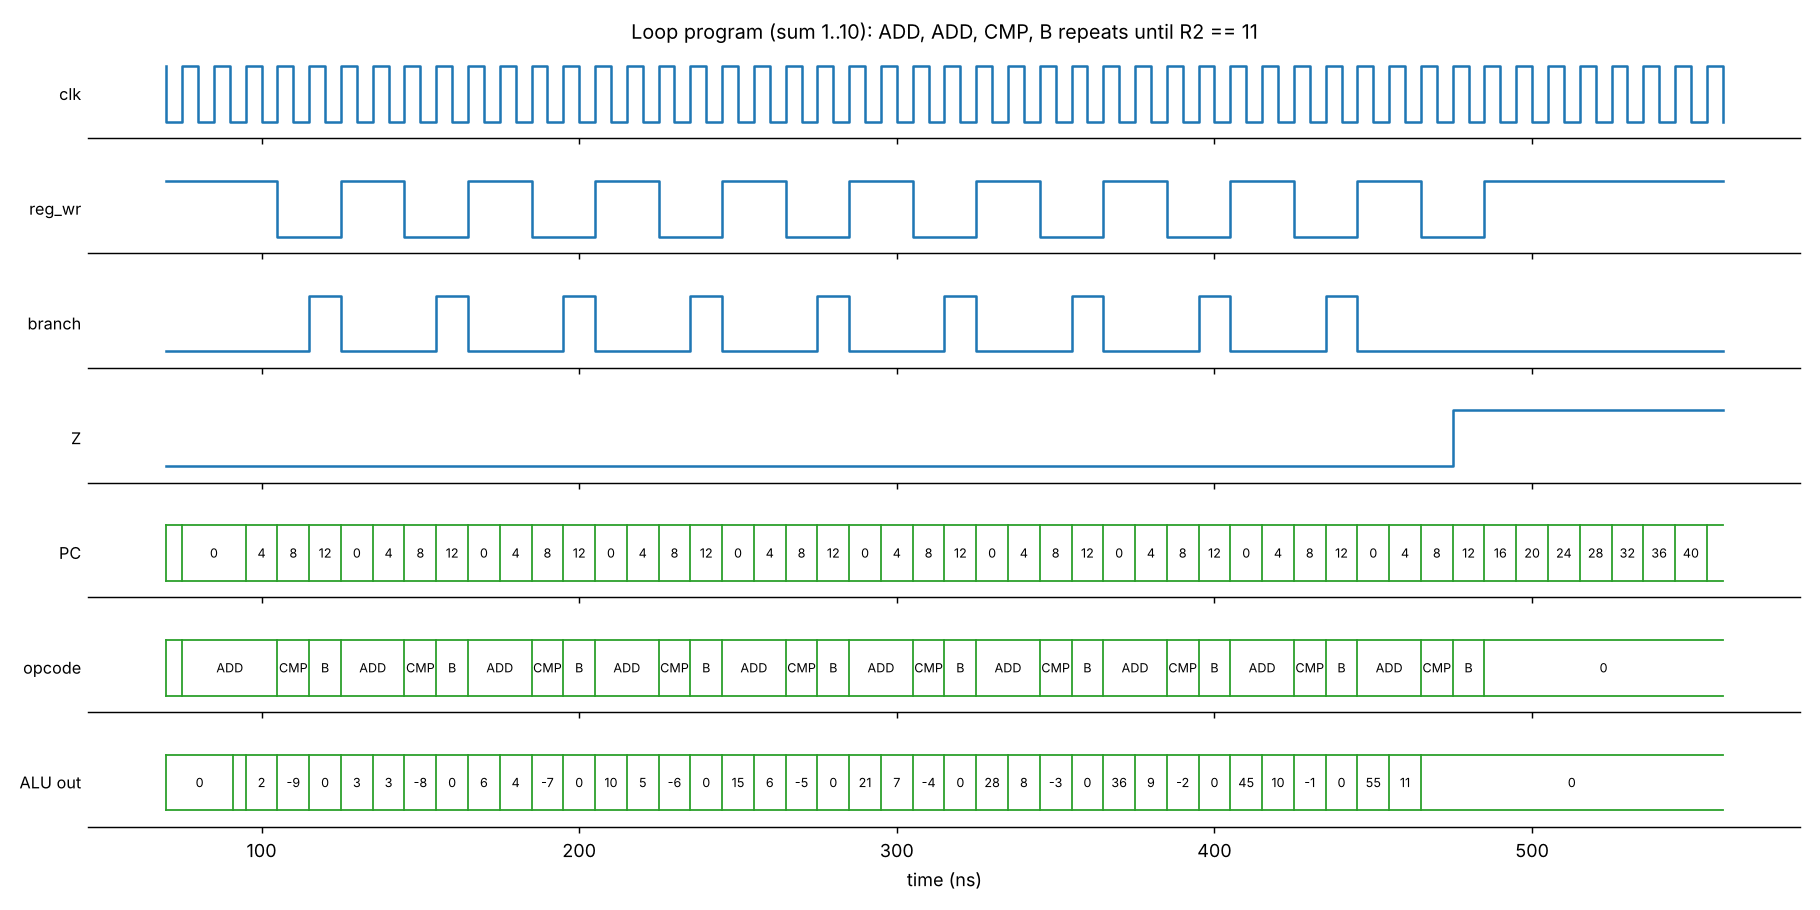 Loop program (sum 1..10): ADD, ADD, CMP, B repeats until R2 == 11
clk
reg_wr
branch
Z
PC
0 4 8 12 0 4 8 12 0 4 8 12 0 4 8 12 0 4 8 12 0 4 8 12 0 4 8 12 0 4 8 12 0 4 8 12 0 4 8 12 16 20 24 28 32 36 40
opcode
ADD CMP B ADD CMP B ADD CMP B ADD CMP B ADD CMP B ADD CMP B ADD CMP B ADD CMP B ADD CMP B ADD CMP B 0
ALU out
0 2 -9 0 3 3 -8 0 6 4 -7 0 10 5 -6 0 15 6 -5 0 21 7 -4 0 28 8 -3 0 36 9 -2 0 45 10 -1 0 55 11 0
100 200 300 400 500
time (ns)